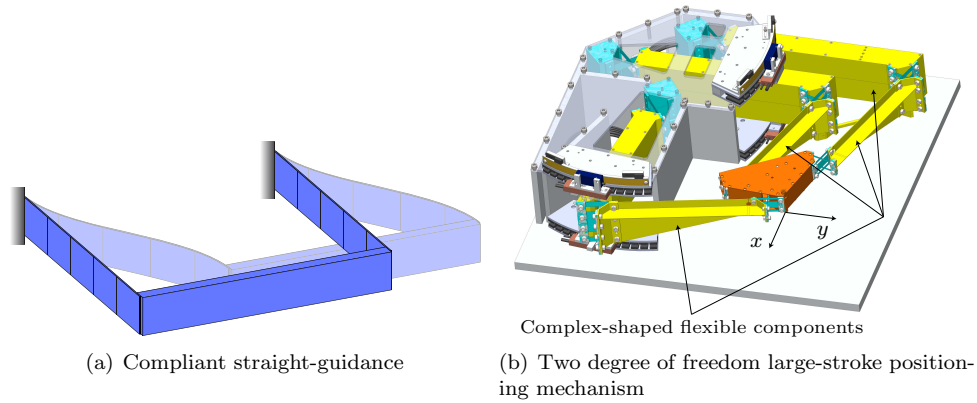 x
y
Complex-shaped flexible components
(a) Compliant straight-guidance
(b) Two degree of freedom large-stroke position-
ing mechanism